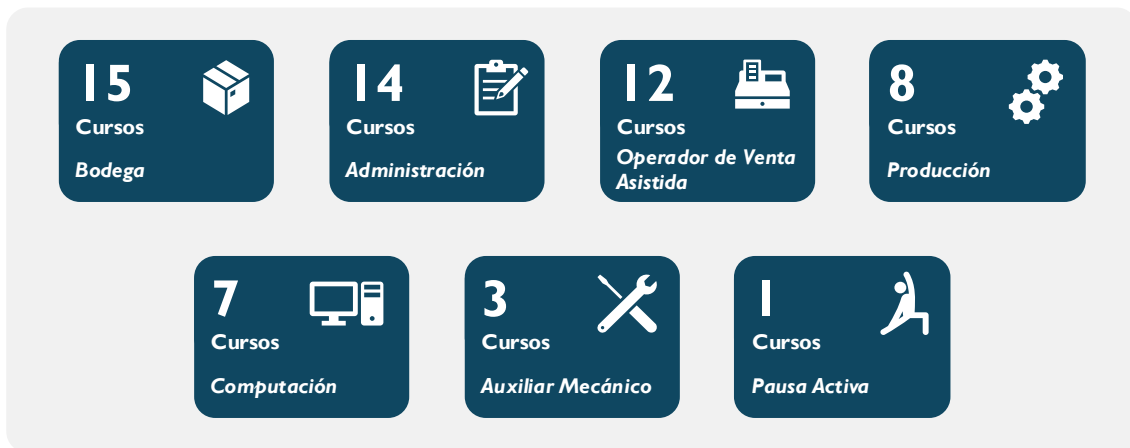 15
Cursos
Bodega
14
Cursos
Administración
12
Cursos
Operador de Venta
Asistida
8
Cursos
Producción
7
Cursos
Computación
3
Cursos
Auxiliar Mecánico
1
Cursos
Pausa Activa